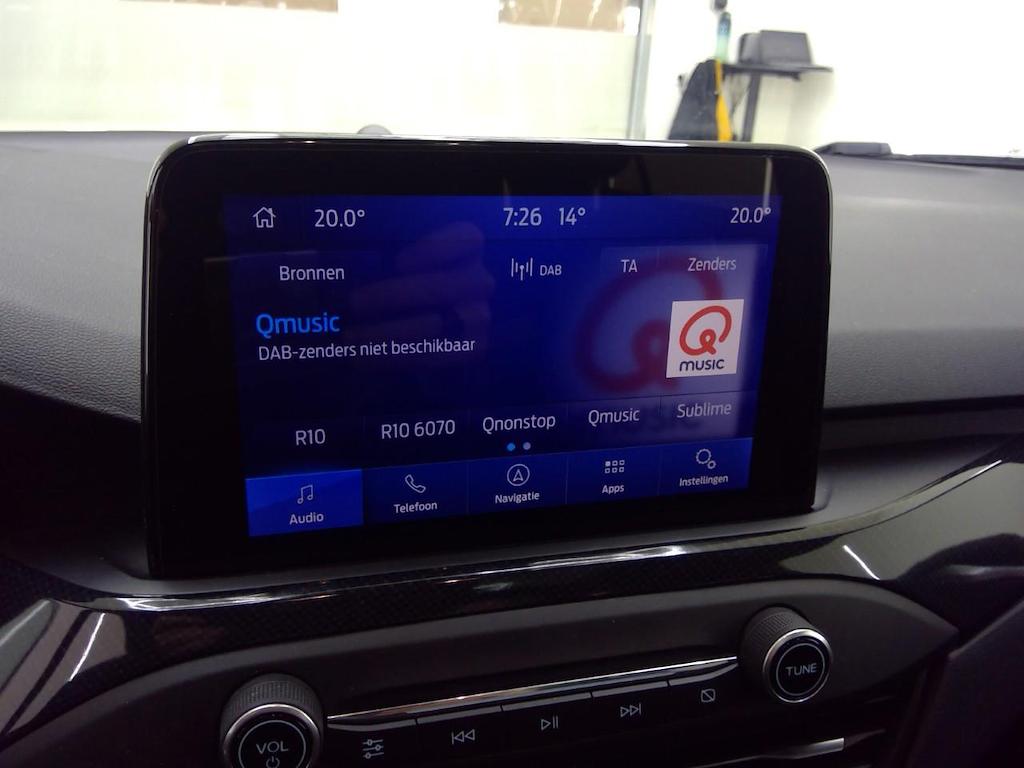 20.0° 7:26 14° 20.0°
Bronnen DAB TA Zenders
Qmusic
DAB-zenders niet beschikbaar
Q
MUSIC
R10 R10 6070 Qnonstop Qmusic Sublime
Audio Telefoon Navigatie Apps Instellingen
VOL TUNE